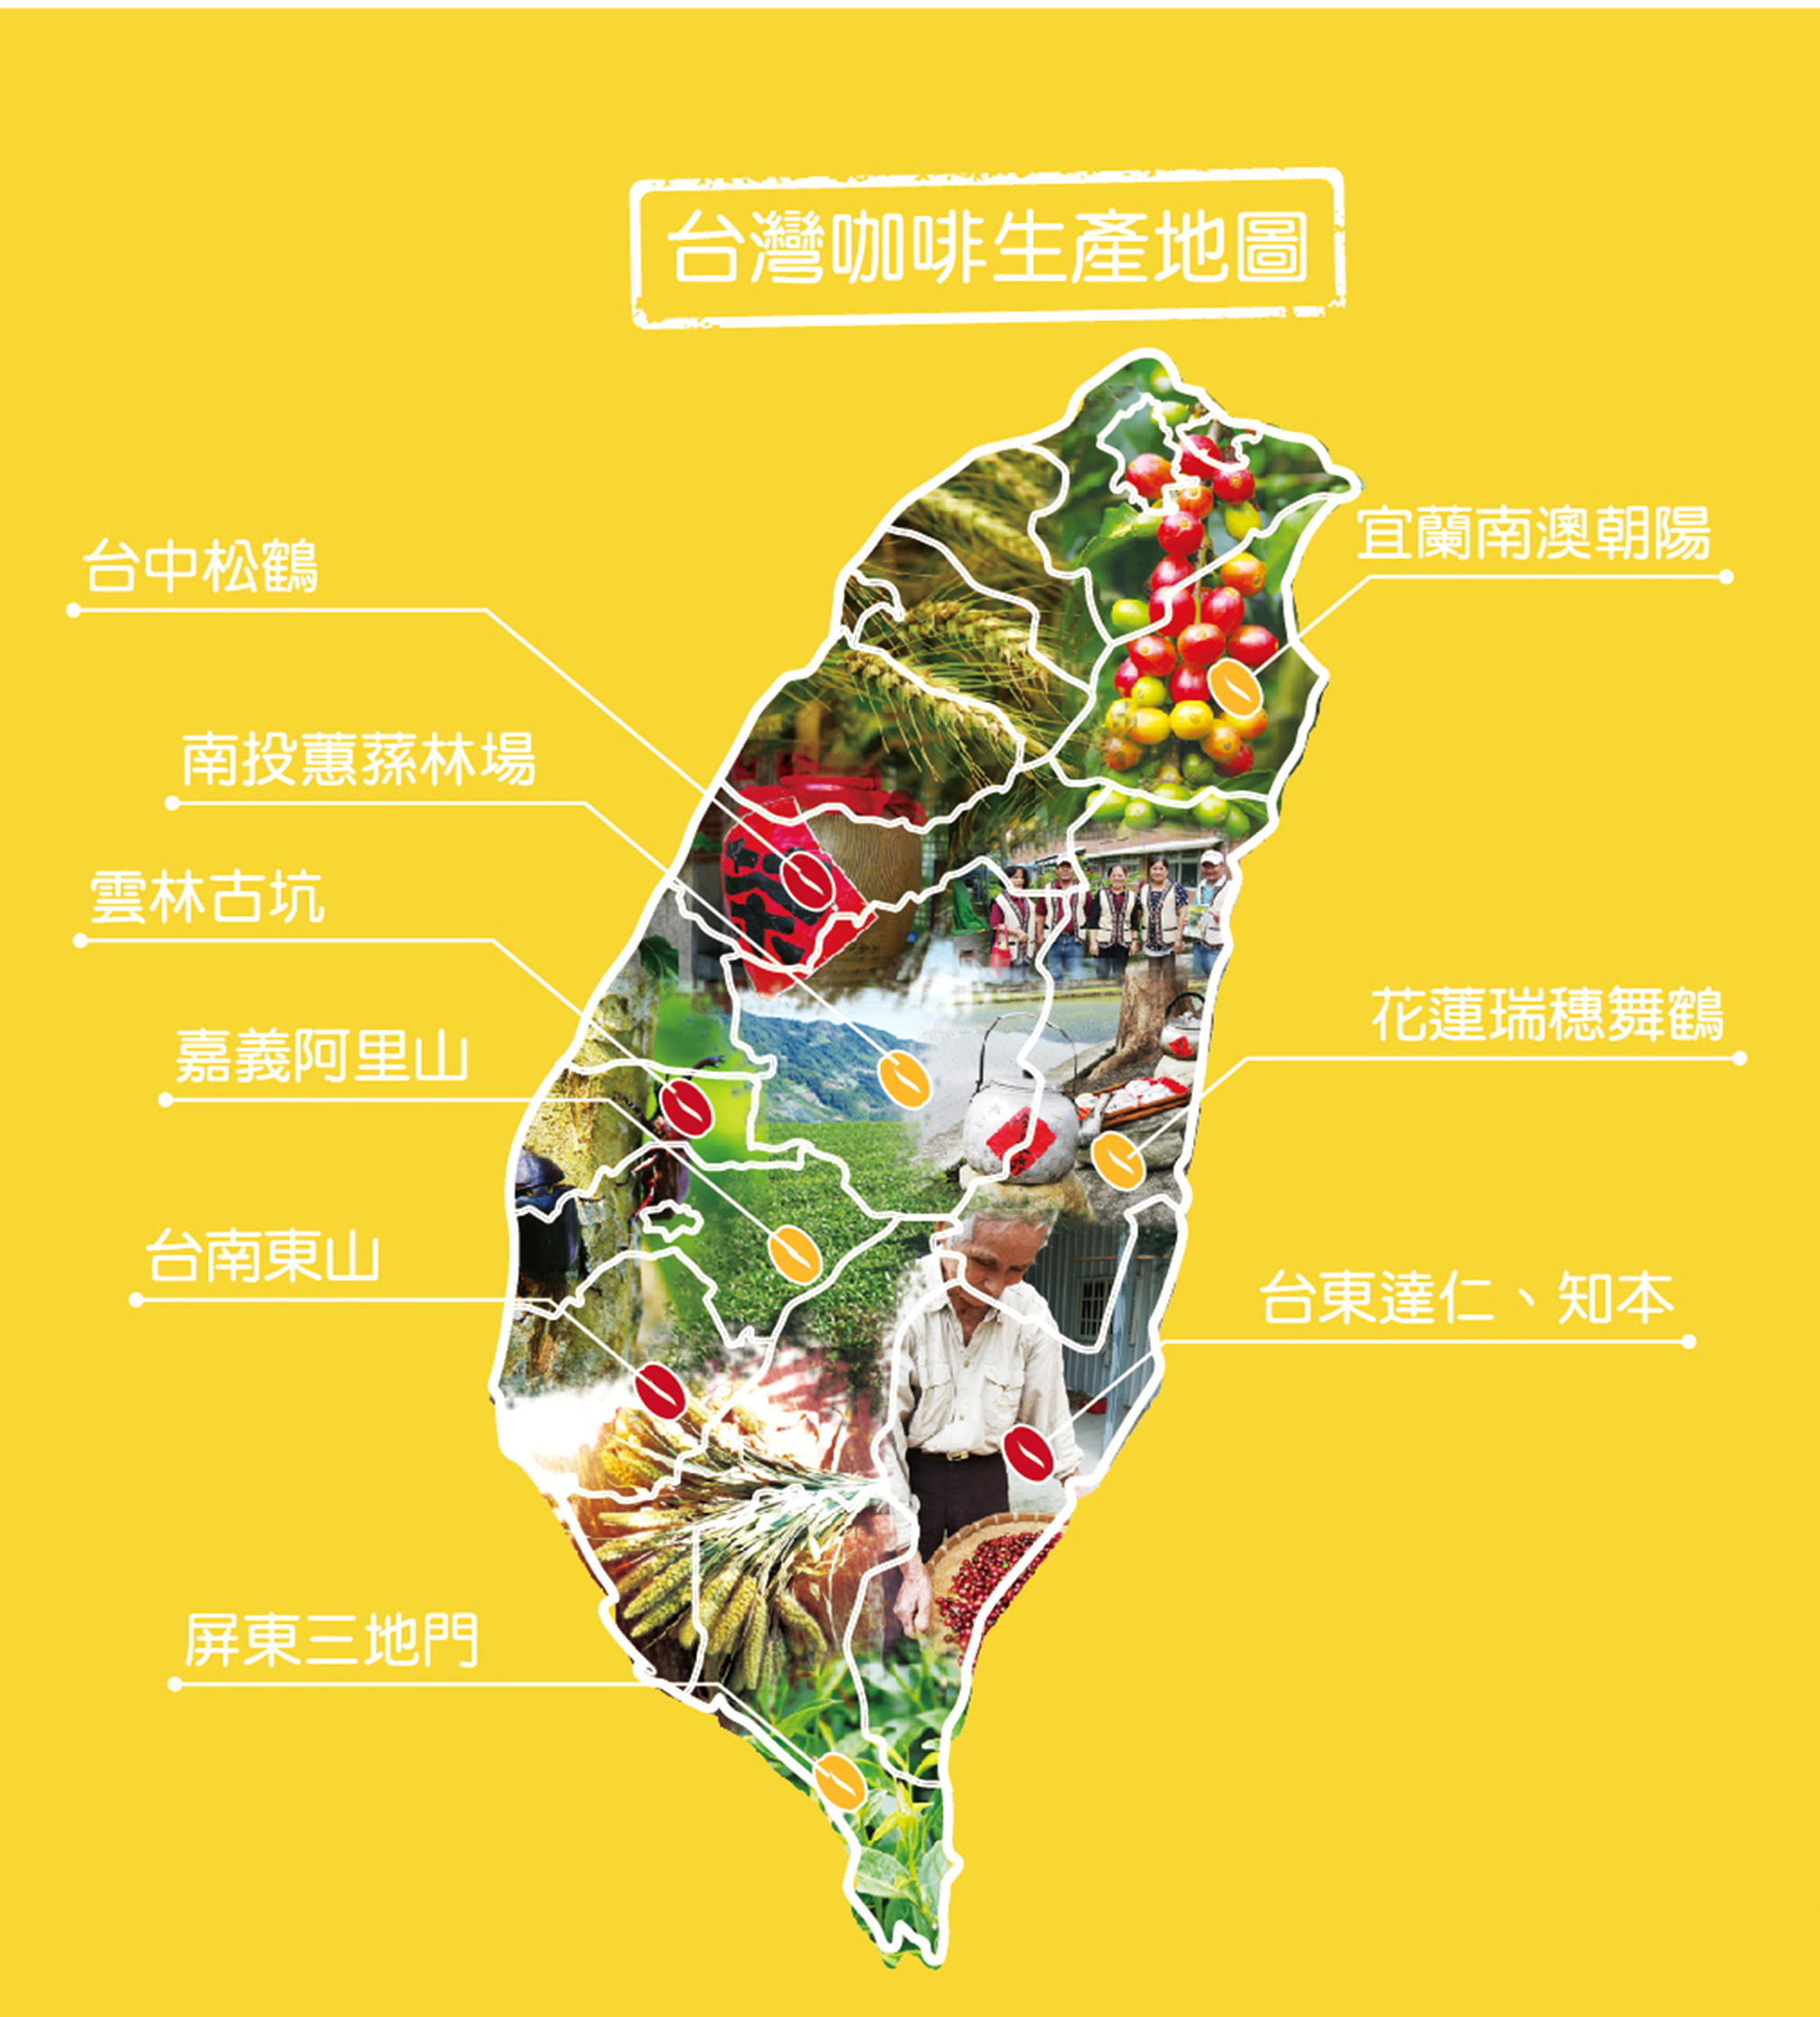 台灣咖啡生產地圖
台中松鶴
南投蕙蓀林場
雲林古坑
嘉義阿里山
台南東山
屏東三地門
宜蘭南澳朝陽
花蓮瑞穗舞鶴
台東達仁、知本